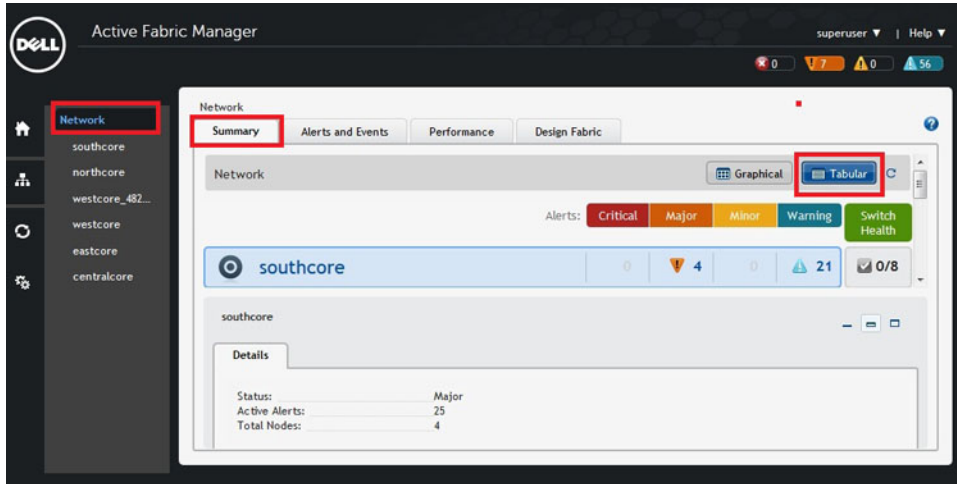 DELL
Active Fabric Manager
superuser ▼ | Help ▼
0 7 0 56
Network
southcore
northcore
westcore_482...
westcore
eastcore
centralcore
Network
Summary Alerts and Events Performance Design Fabric
?
Network Graphical Tabular
Alerts: Critical Major Minor Warning Switch Health
southcore 0 4 0 21 0/8
southcore
Details
Status: Major
Active Alerts: 25
Total Nodes: 4